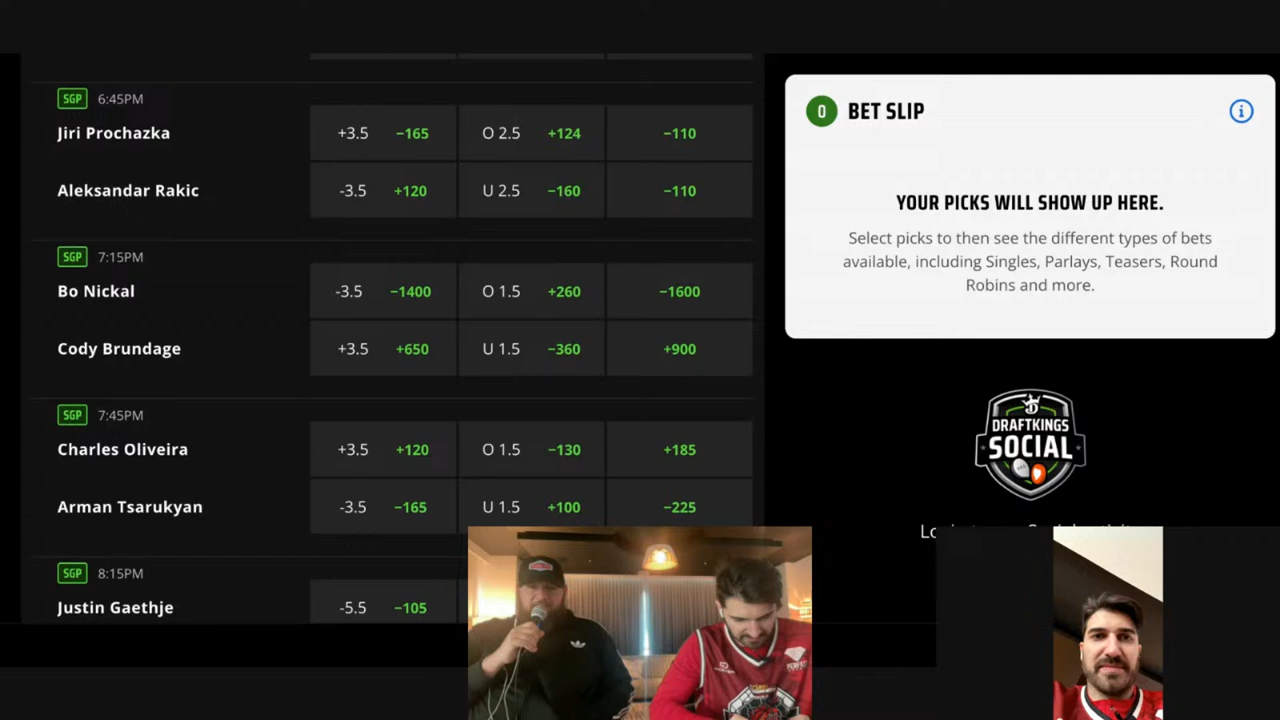 SGP 6:45PM
Jiri Prochazka +3.5 −165 O 2.5 +124 −110
Aleksandar Rakic -3.5 +120 U 2.5 −160 −110
SGP 7:15PM
Bo Nickal -3.5 −1400 O 1.5 +260 −1600
Cody Brundage +3.5 +650 U 1.5 −360 +900
SGP 7:45PM
Charles Oliveira +3.5 +120 O 1.5 −130 +185
Arman Tsarukyan -3.5 −165 U 1.5 +100 −225
SGP 8:15PM
Justin Gaethje -5.5 −105
0 BET SLIP
YOUR PICKS WILL SHOW UP HERE.
Select picks to then see the different types of bets
available, including Singles, Parlays, Teasers, Round
Robins and more.
DRAFTKINGS
SOCIAL